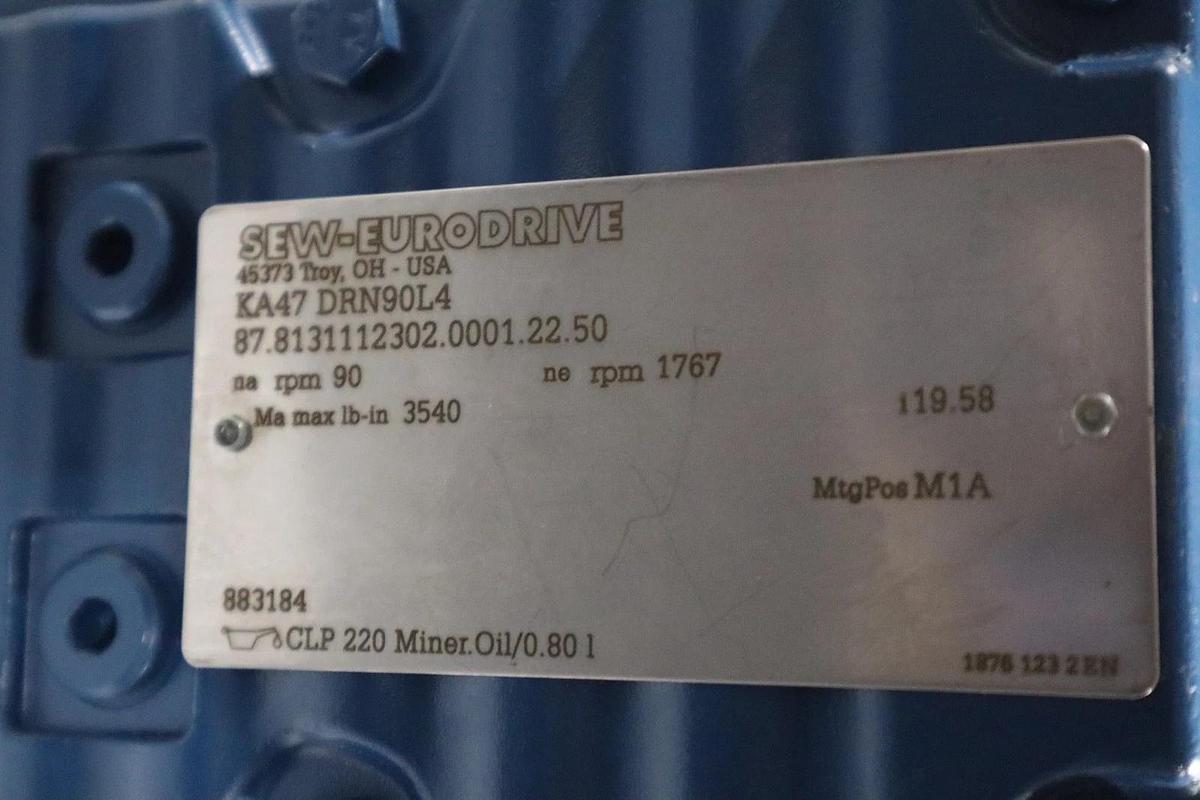 SEW-EURODRIVE
45373 Troy, OH - USA
KA47 DRN90L4
87.8131112302.0001.22.50
na rpm 90 ne rpm 1767
Ma max lb-in 3540 i19.58
MtgPos M1A
883184
CLP 220 Miner.Oil/0.80 l
1876 123 2 EN